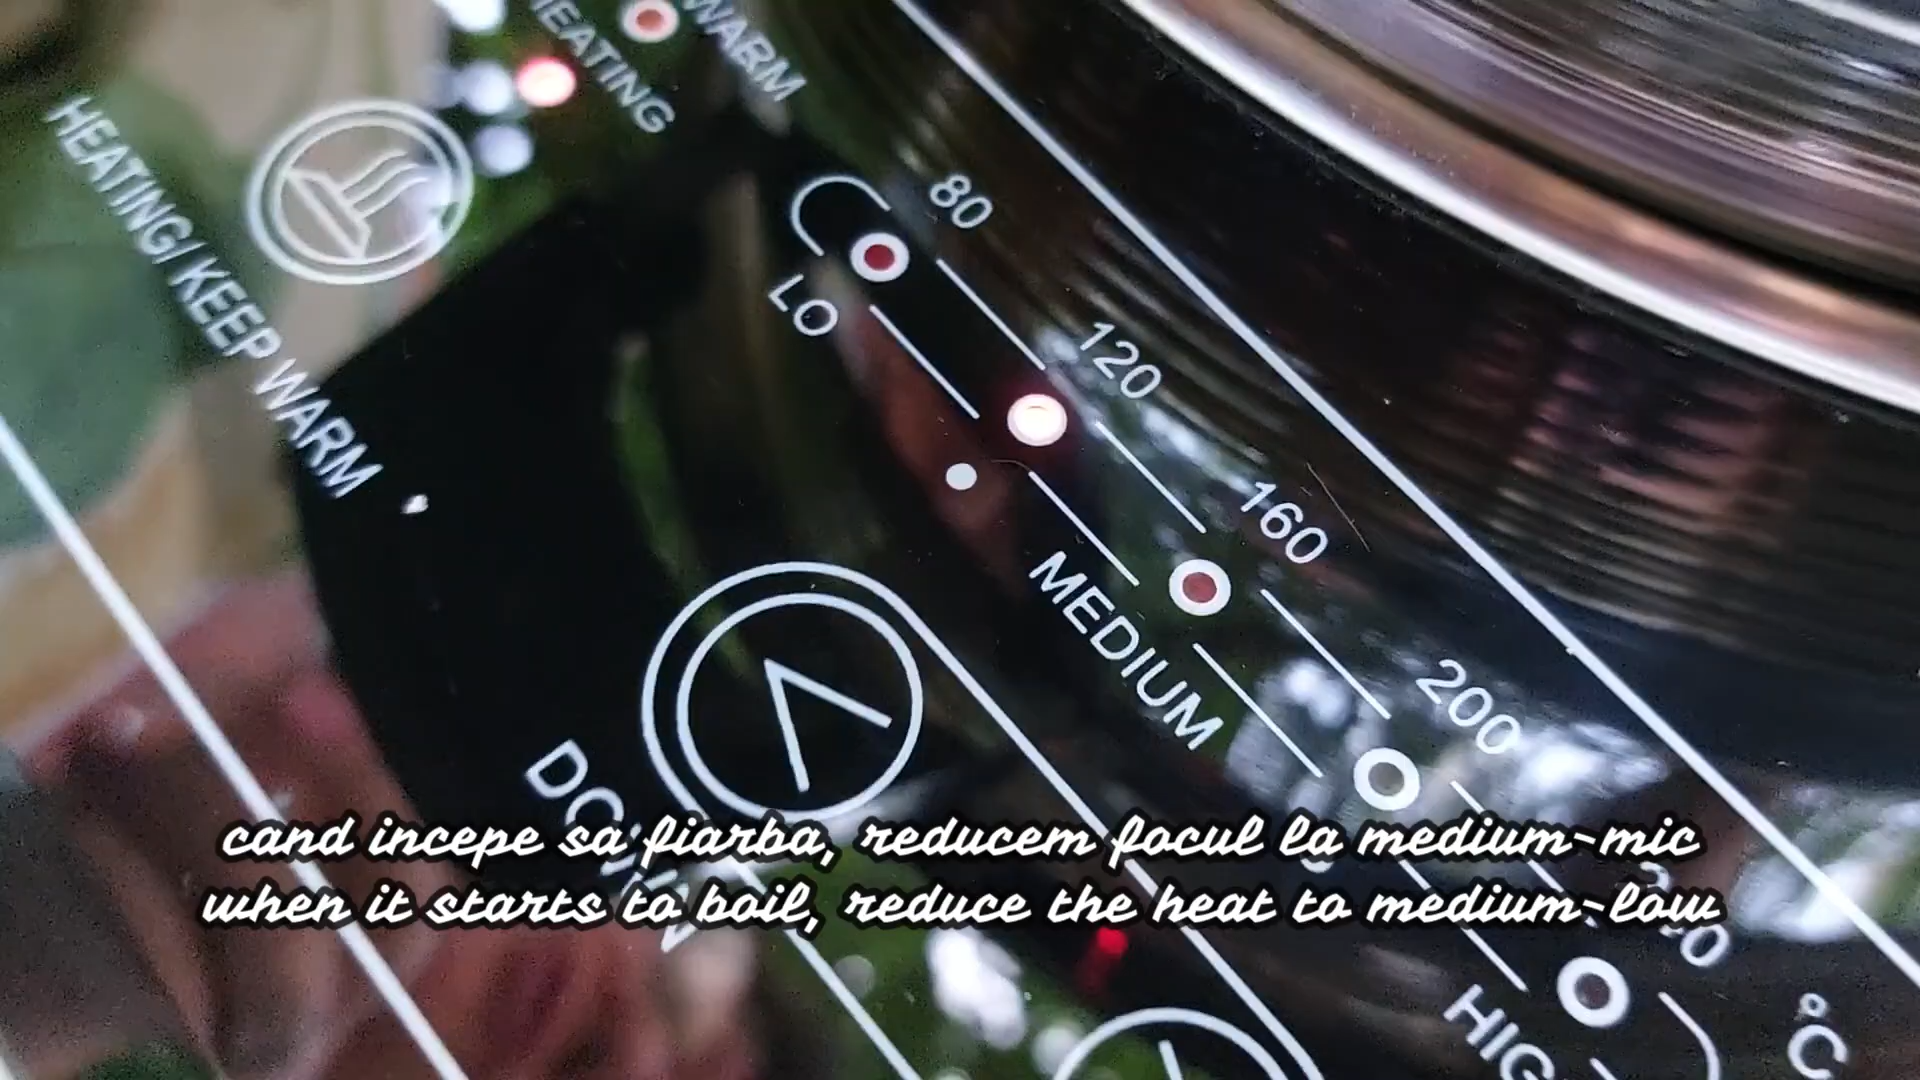 WARM
HEATING
HEATING/ KEEP WARM
80
LO
120
160
MEDIUM
200
DOWN
cand incepe sa fiarba, reducem focul la medium-mic
when it starts to boil, reduce the heat to medium-low
°C